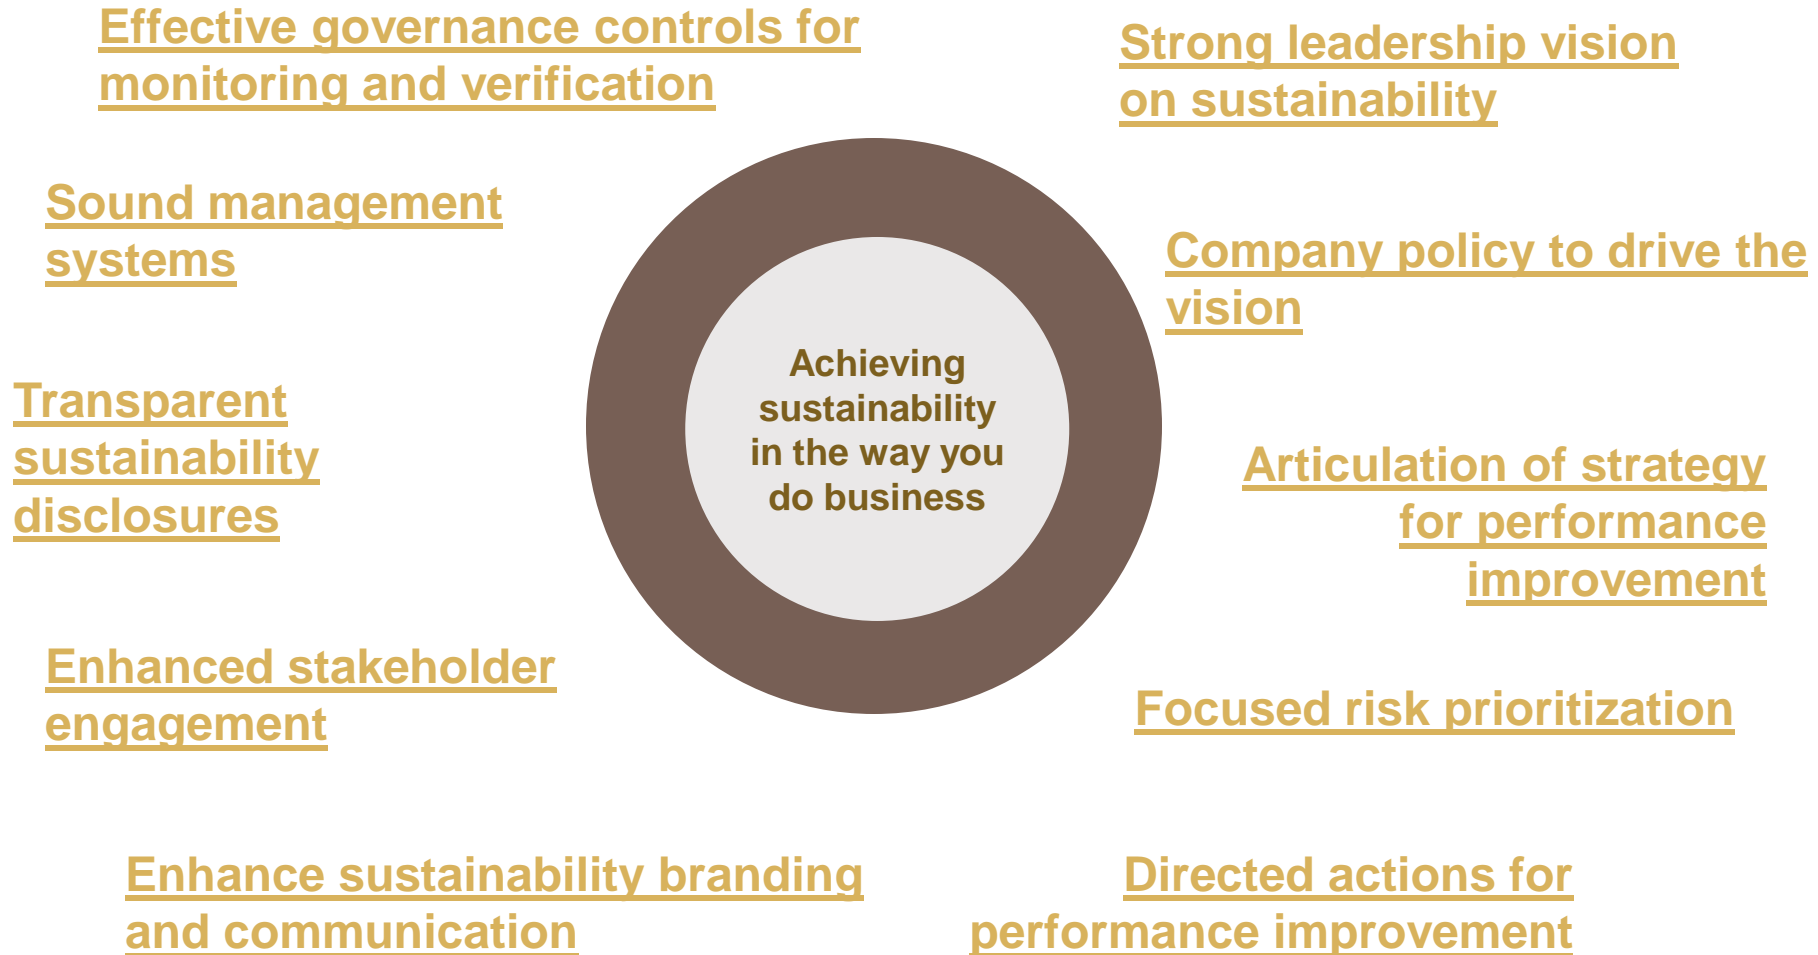 Effective governance controls for
monitoring and verification
Strong leadership vision
on sustainability
Sound management
systems
Company policy to drive the
vision
Achieving
sustainability
in the way you
do business
Transparent
sustainability
disclosures
Articulation of strategy
for performance
improvement
Enhanced stakeholder
engagement
Focused risk prioritization
Enhance sustainability branding
and communication
Directed actions for
performance improvement